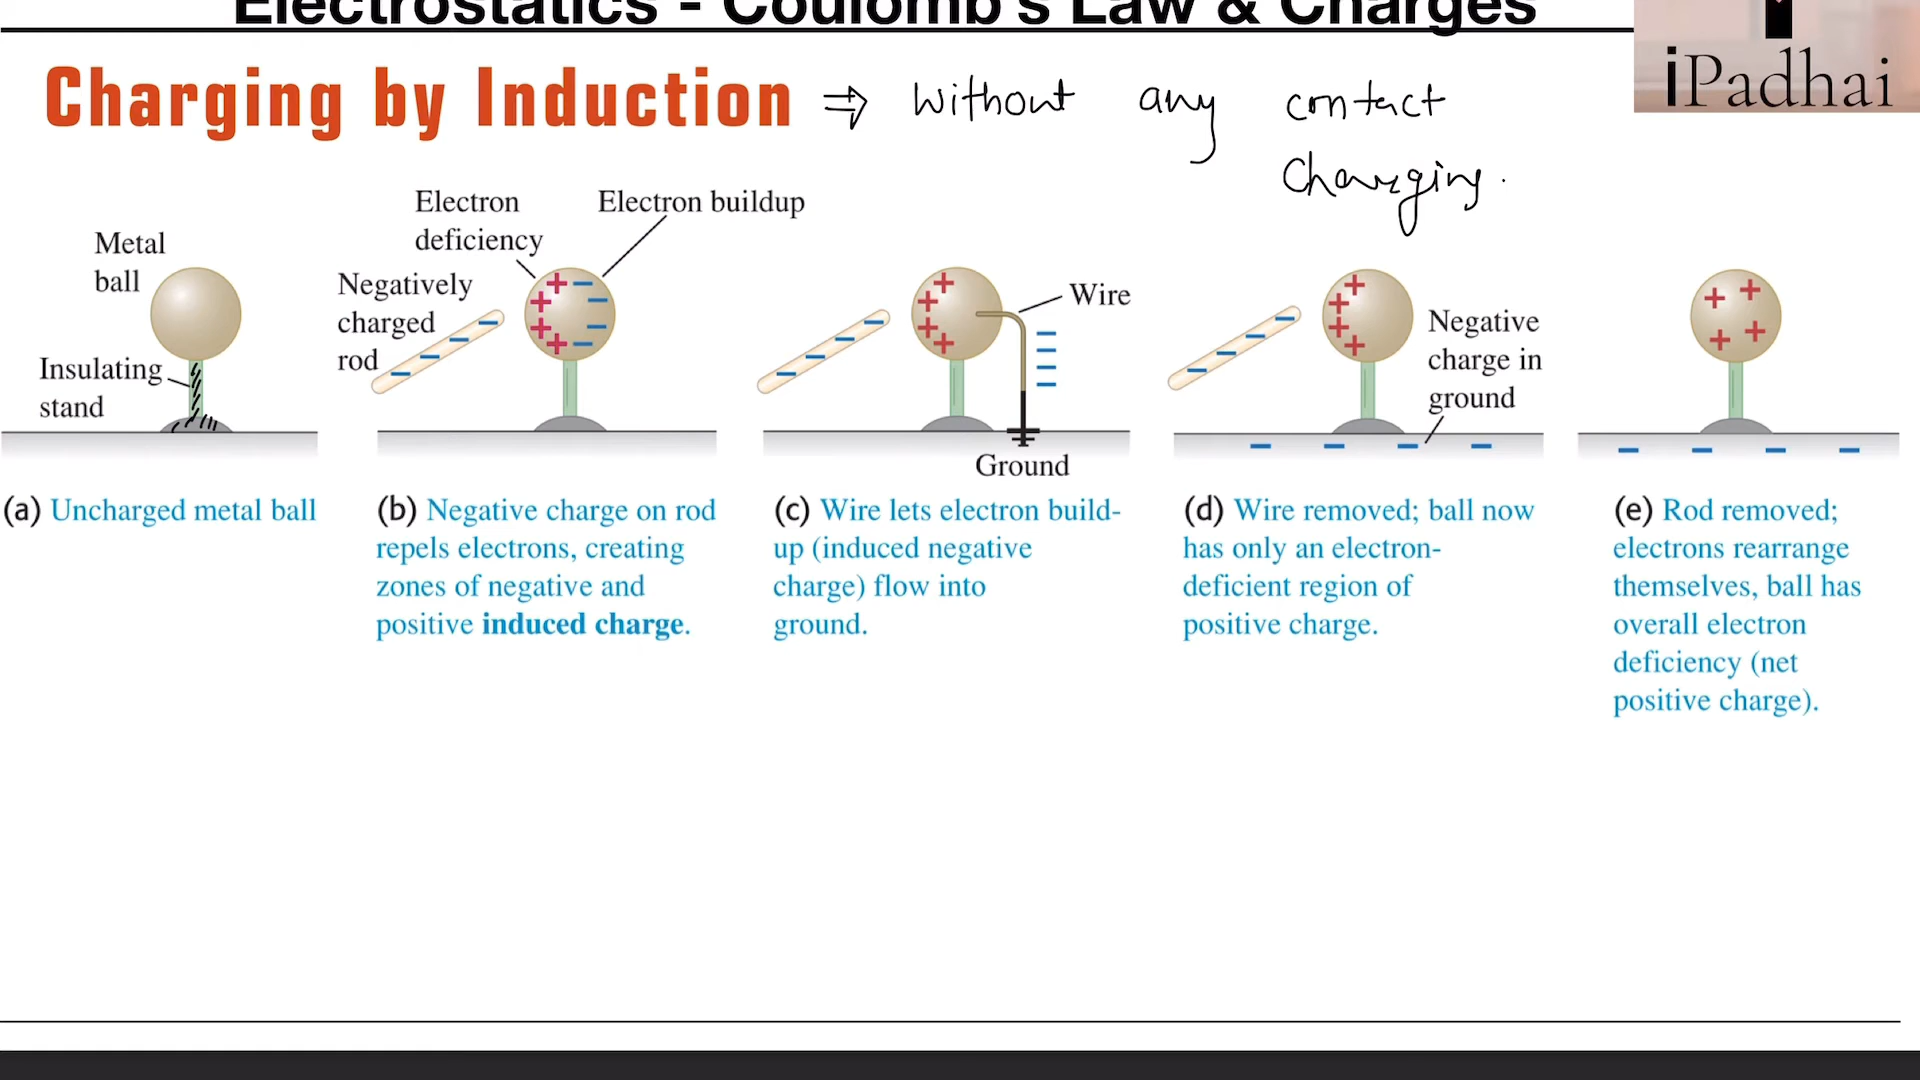 Electrostatics - Coulomb's Law & Charges
iPadhai
Charging by Induction ⇒ without any contact
charging.
Electron
deficiency
Electron buildup
Metal
ball
Negatively
charged
rod
Wire
Negative
charge in
ground
Insulating
stand
Ground
(a) Uncharged metal ball
(b) Negative charge on rod
repels electrons, creating
zones of negative and
positive induced charge.
(c) Wire lets electron build-
up (induced negative
charge) flow into
ground.
(d) Wire removed; ball now
has only an electron-
deficient region of
positive charge.
(e) Rod removed;
electrons rearrange
themselves, ball has
overall electron
deficiency (net
positive charge).